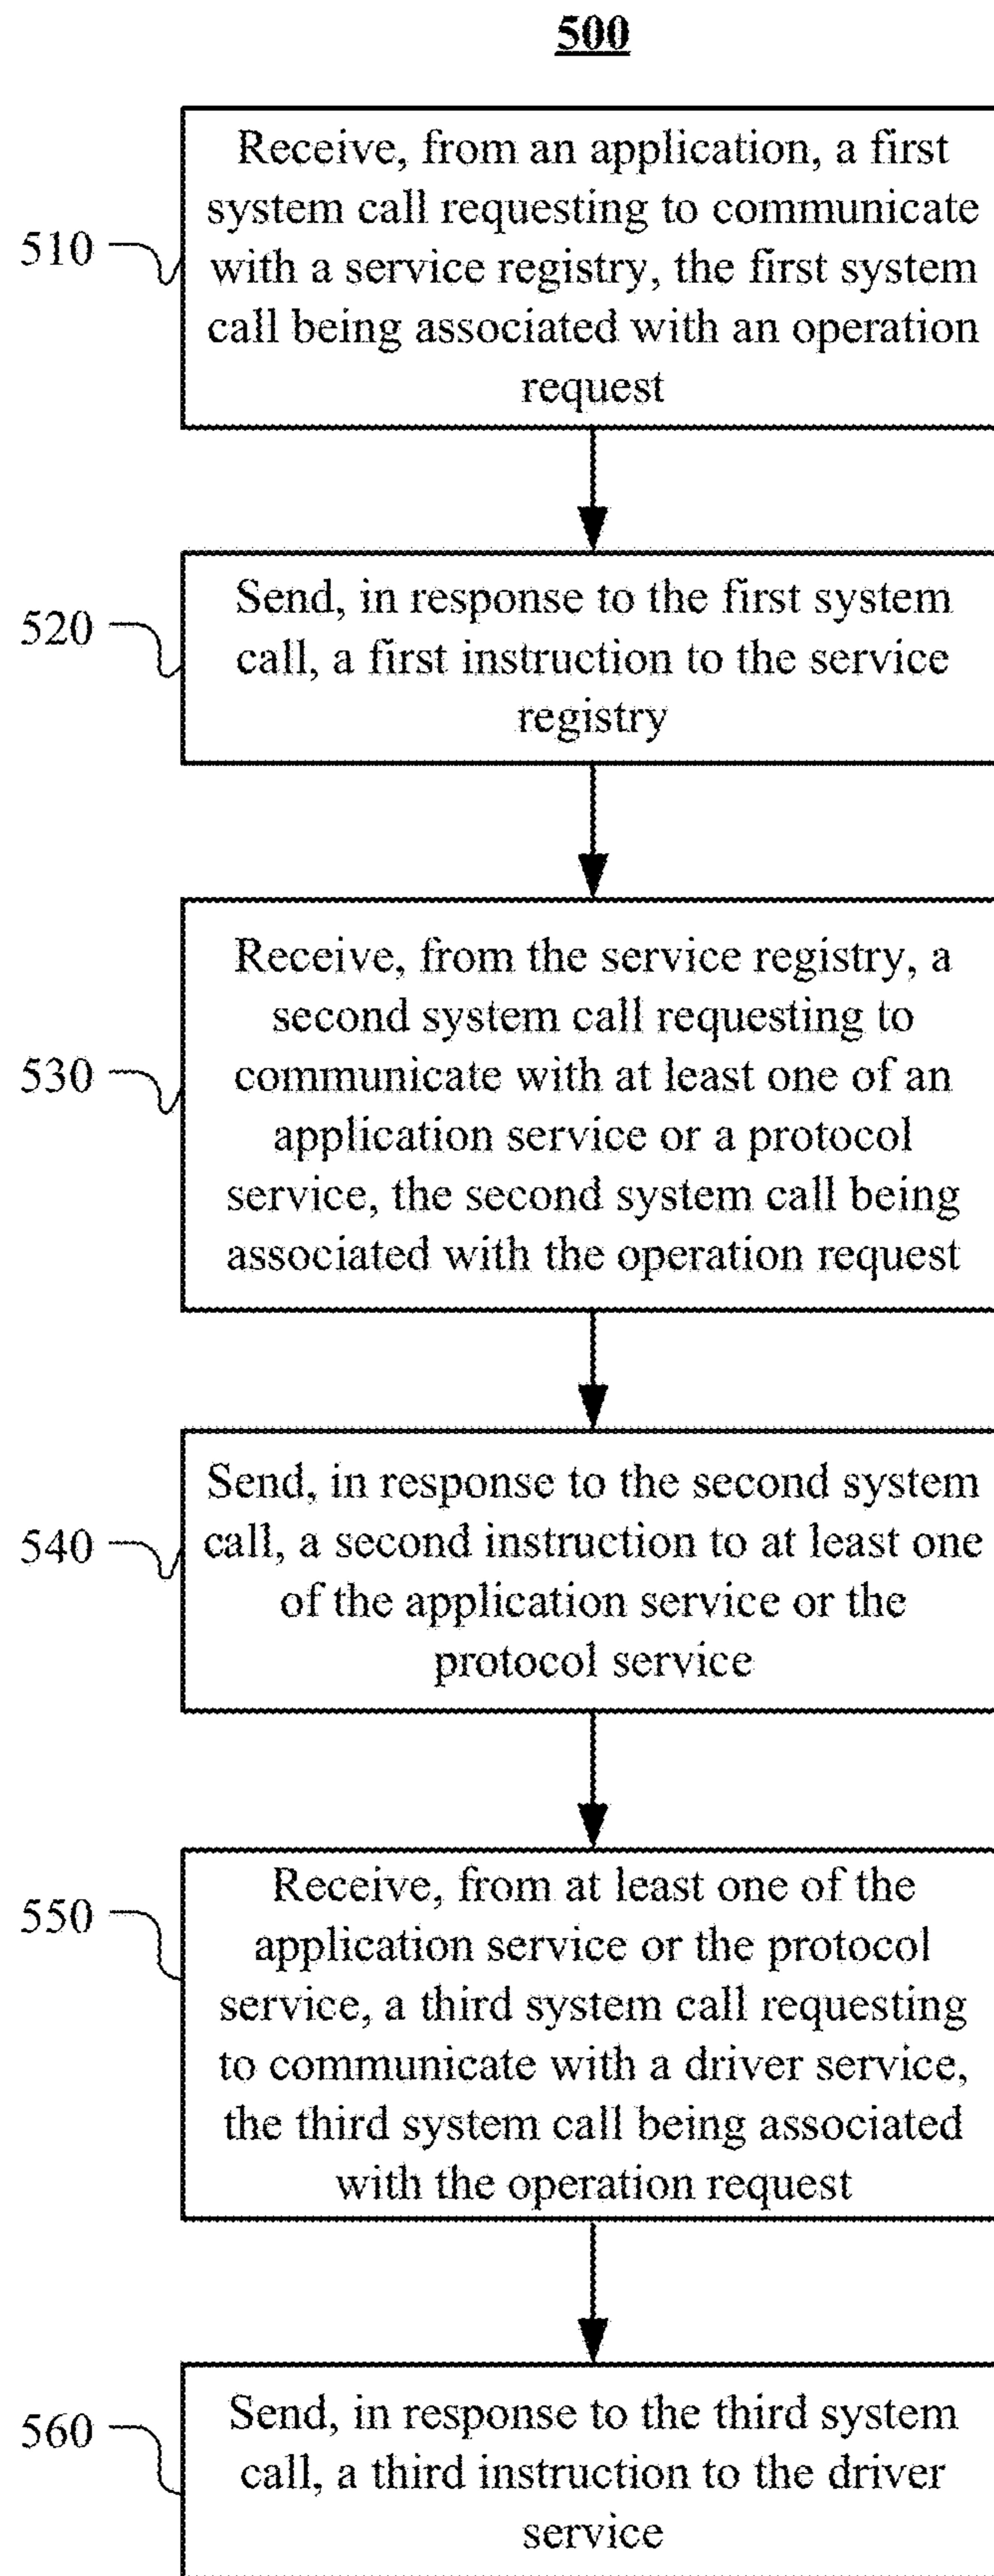 500
Receive, from an application, a first
system call requesting to communicate
510
with a service registry, the first system
call being associated with an operation
request
Send, in response to the first system
520
call, a first instruction to the service
registry
Receive, from the service registry, a
second system call requesting to
530
communicate with at least one of an
application service or a protocol
service, the second system call being
associated with the operation request
Send, in response to the second system
540
call, a second instruction to at least one
of the application service or the
protocol service
Receive, from at least one of the
550
application service or the protocol
service, a third system call requesting
to communicate with a driver service,
the third system call being associated
with the operation request
Send, in response to the third system
560
call, a third instruction to the driver
service